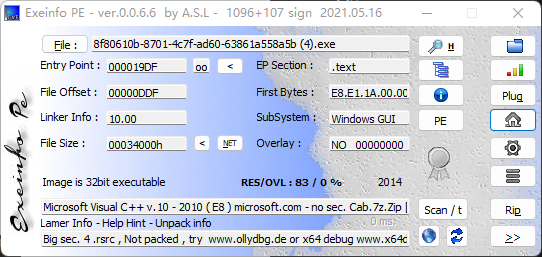 Exeinfo PE - ver.0.0.6.6 by A.S.L - 1096+107 sign 2021.05.16
File : 8f80610b-8701-4c7f-ad60-63861a558a5b (4).exe H
Entry Point : 000019DF oo < EP Section : .text
File Offset : 00000DDF First Bytes : E8.E1.1A.00.00 Plug
Linker Info : 10.00 SubSystem : Windows GUI PE
File Size : 00034000h < NET Overlay : NO 00000000
Image is 32bit executable RES/OVL : 83 / 0 % 2014
Microsoft Visual C++ v.10 - 2010 ( E8 ) microsoft.com - no sec. Cab.7z.Zip Scan / t Rip
Lamer Info - Help Hint - Unpack info 0 ms.
Big sec. 4 .rsrc , Not packed , try www.ollydbg.de or x64 debug www.x64d >>
Exeinfo Pe